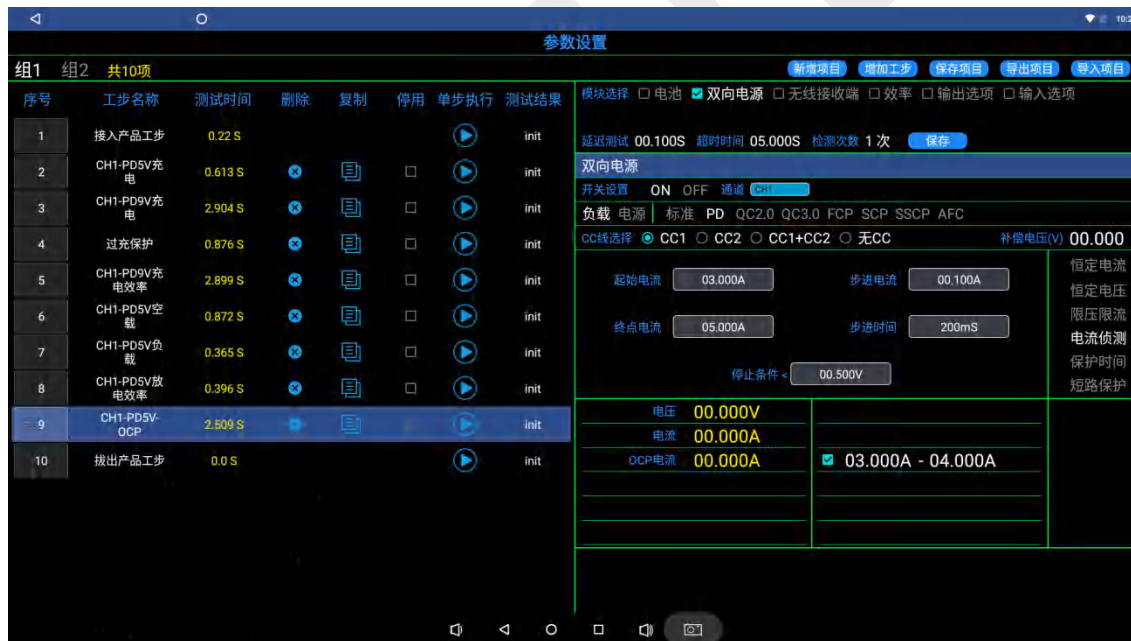 10:2
参数设置
组1 组2 共10项 新增项目 增加工步 保存项目 导出项目 导入项目
序号 工步名称 测试时间 删除 复制 停用 单步执行 测试结果
1 接入产品工步 0.22 S init
2 CH1-PD5V充电 0.613 S init
3 CH1-PD9V充电 2.904 S init
4 过充保护 0.876 S init
5 CH1-PD9V充电效率 2.899 S init
6 CH1-PD5V空载 0.872 S init
7 CH1-PD5V负载 0.365 S init
8 CH1-PD5V放电效率 0.396 S init
9 CH1-PD5V-OCP 2.509 S init
10 拔出产品工步 0.0 S init
模块选择 电池 双向电源 无线接收端 效率 输出选项 输入选项
延迟测试 00.100S 超时时间 05.000S 检测次数 1 次 保存
双向电源
开关设置 ON OFF 通道 CH1
负载 电源 标准 PD QC2.0 QC3.0 FCP SCP SSCP AFC
CC线选择 CC1 CC2 CC1+CC2 无CC 补偿电压(V) 00.000
起始电流 03.000A 步进电流 00.100A
终点电流 05.000A 步进时间 200mS
停止条件 < 00.500V
恒定电流
恒定电压
限压限流
电流侦测
保护时间
短路保护
电压 00.000V
电流 00.000A
OCP电流 00.000A 03.000A - 04.000A